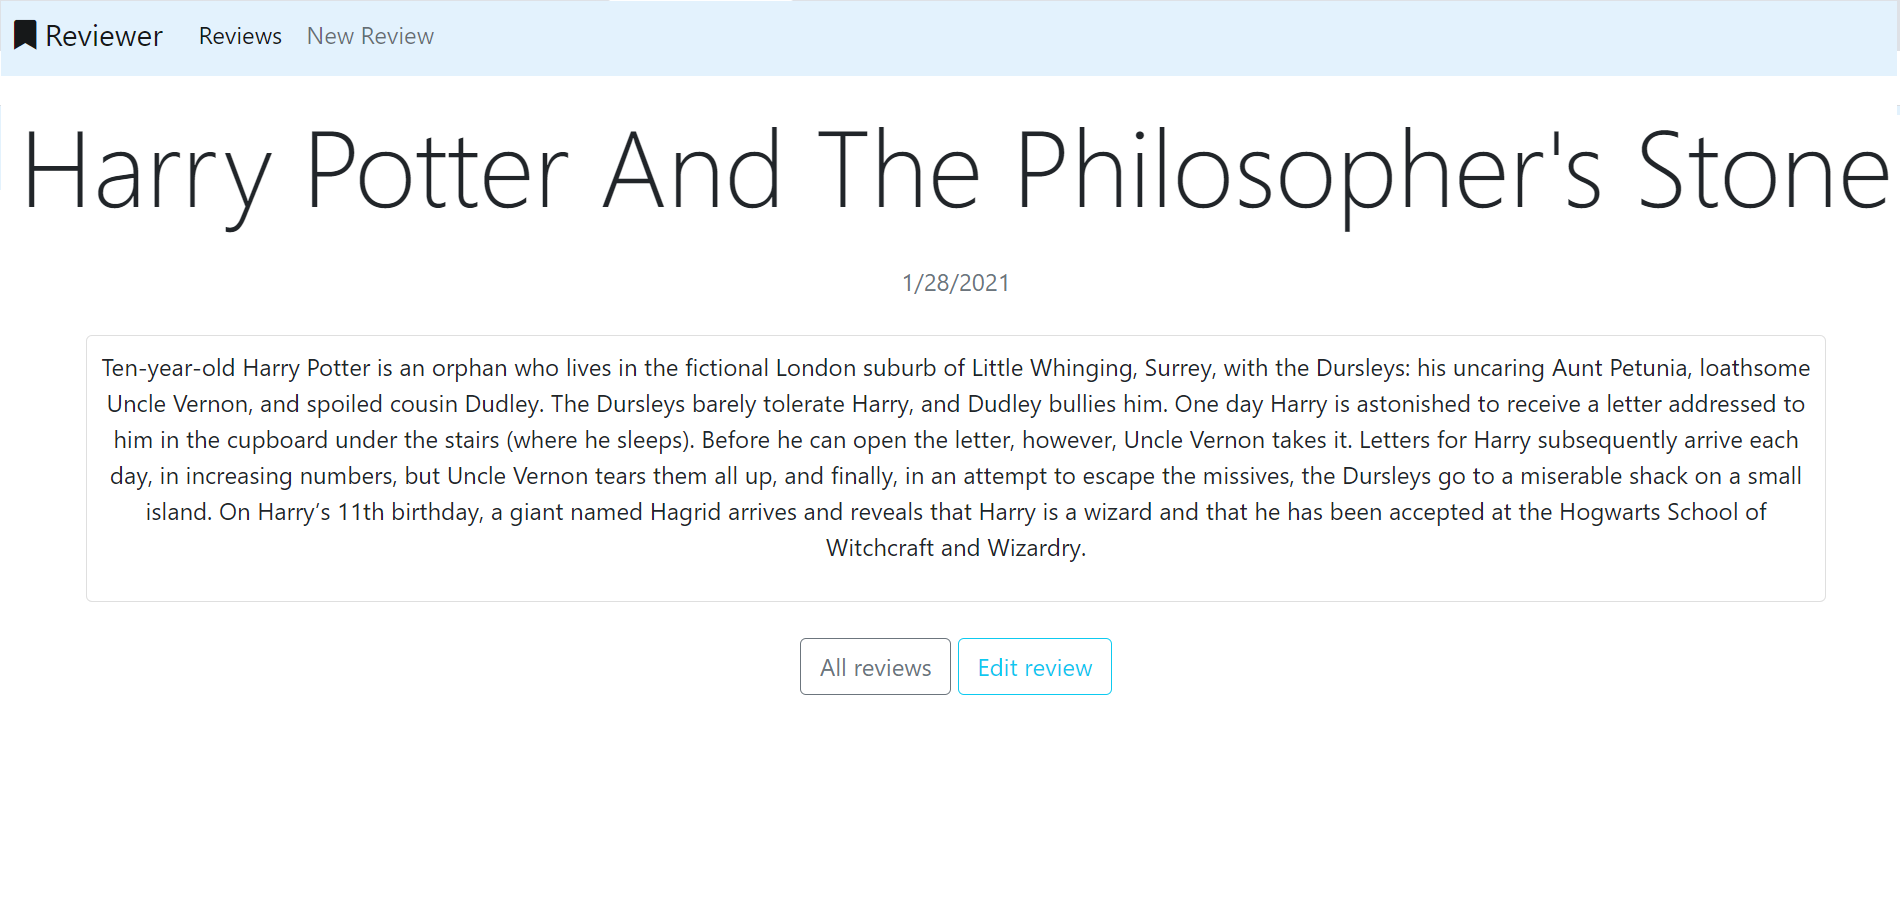 Reviewer Reviews New Review
Harry Potter And The Philosopher's Stone
1/28/2021
Ten-year-old Harry Potter is an orphan who lives in the fictional London suburb of Little Whinging, Surrey, with the Dursleys: his uncaring Aunt Petunia, loathsome
Uncle Vernon, and spoiled cousin Dudley. The Dursleys barely tolerate Harry, and Dudley bullies him. One day Harry is astonished to receive a letter addressed to
him in the cupboard under the stairs (where he sleeps). Before he can open the letter, however, Uncle Vernon takes it. Letters for Harry subsequently arrive each
day, in increasing numbers, but Uncle Vernon tears them all up, and finally, in an attempt to escape the missives, the Dursleys go to a miserable shack on a small
island. On Harry’s 11th birthday, a giant named Hagrid arrives and reveals that Harry is a wizard and that he has been accepted at the Hogwarts School of
Witchcraft and Wizardry.
All reviews Edit review